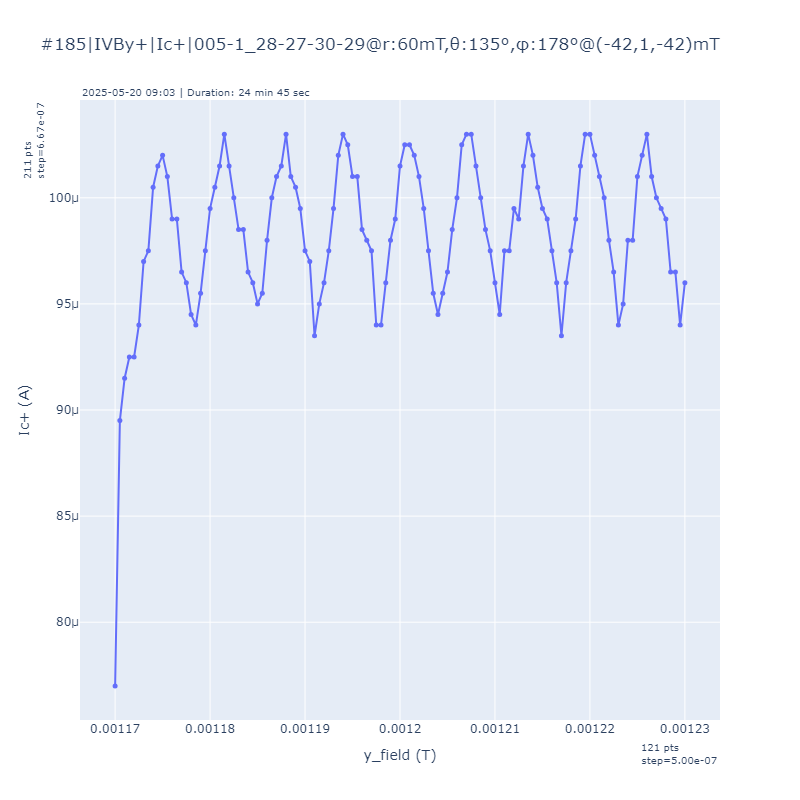 #185|IVBy+|Ic+|005-1_28-27-30-29@r:60mT,θ:135°,φ:178°@(-42,1,-42)mT
2025-05-20 09:03 | Duration: 24 min 45 sec
211 pts
step=6.67e-07
100μ
95μ
90μ
85μ
80μ
Ic+ (A)
0.00117
0.00118
0.00119
0.0012
0.00121
0.00122
0.00123
y_field (T)
121 pts
step=5.00e-07